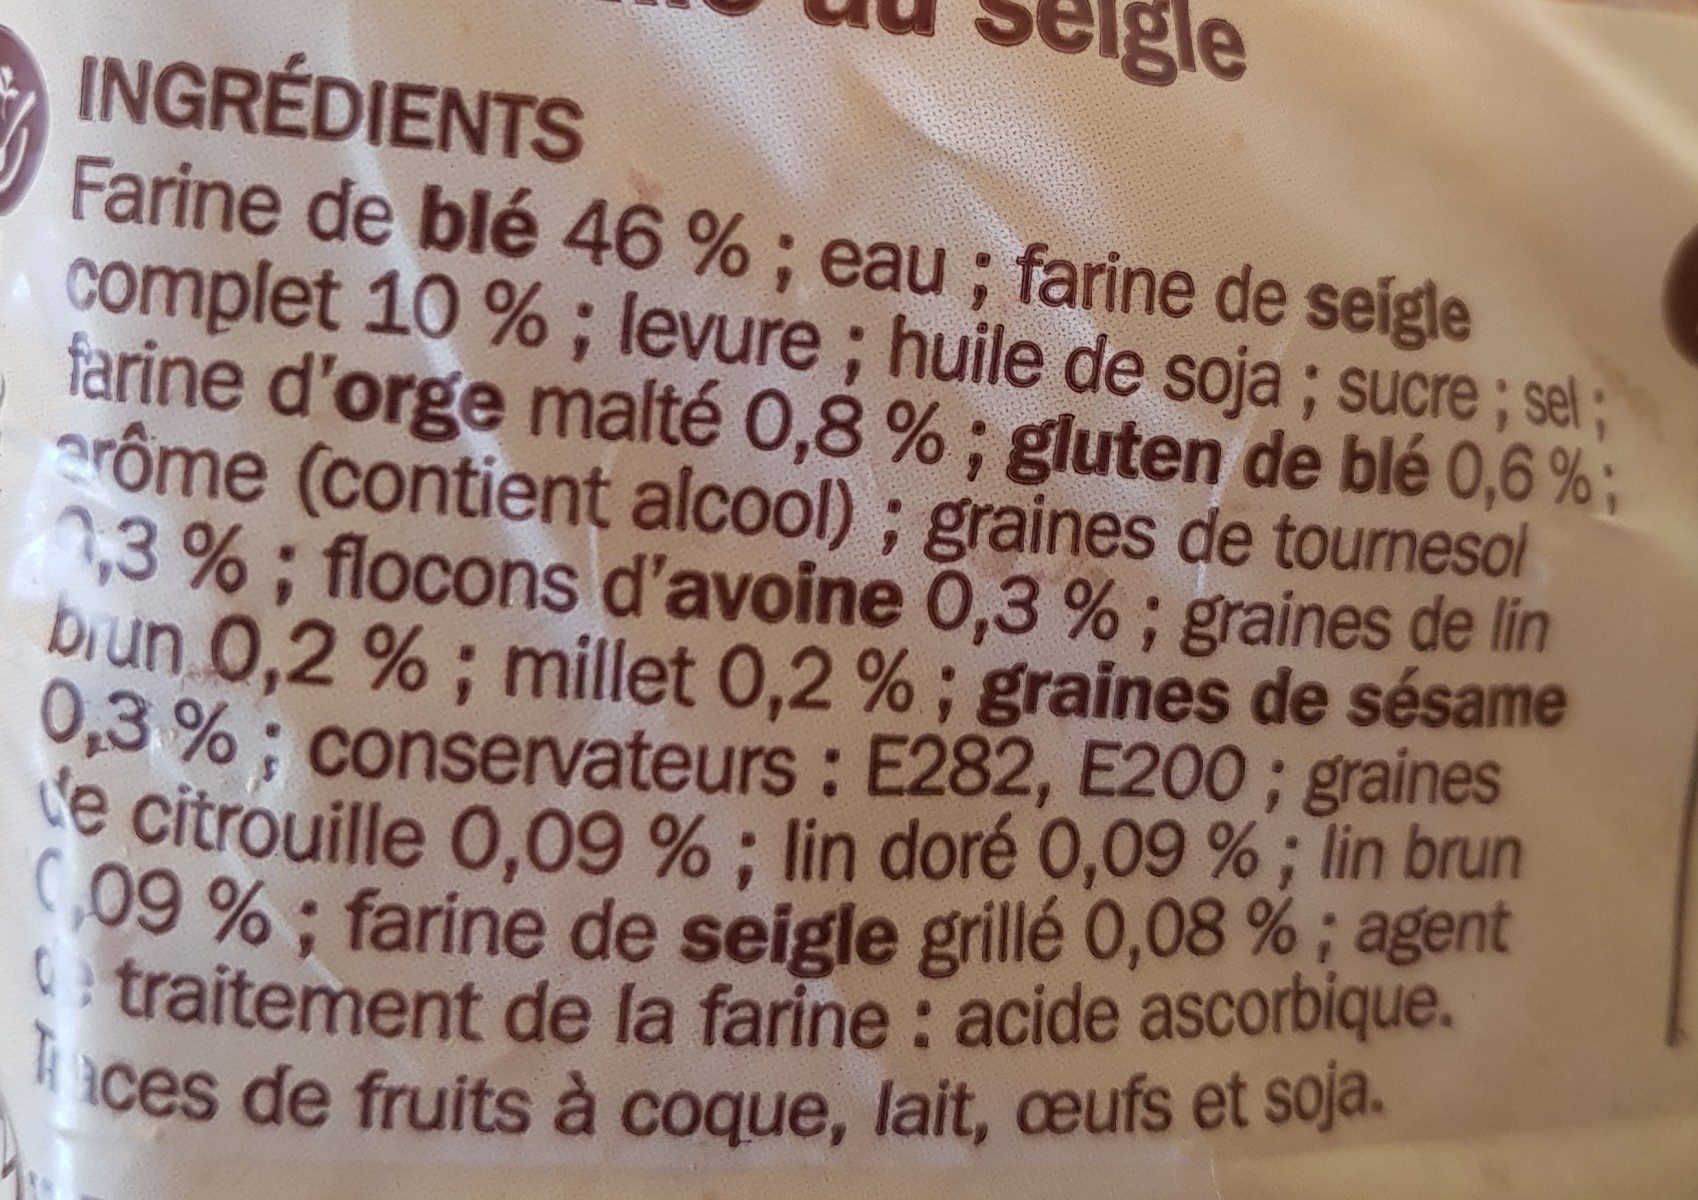 au seigle
INGRÉDIENTS
Farine de blé 46 % ; eau ; farine de seigle
complet 10 % ; levure ; huile de soja ; sucre ; sel ;
farine d'orge malté 0,8 % ; gluten de blé 0,6 % ;
arôme (contient alcool) ; graines de tournesol
0,3 % ; flocons d'avoine 0,3 % ; graines de lin
brun 0,2 % ; millet 0,2 % ; graines de sésame
0,3 % ; conservateurs : E282, E200 ; graines
de citrouille 0,09 % ; lin doré 0,09 % ; lin brun
0,09 % ; farine de seigle grillé 0,08 % ; agent
de traitement de la farine : acide ascorbique.
Traces de fruits à coque, lait, œufs et soja.